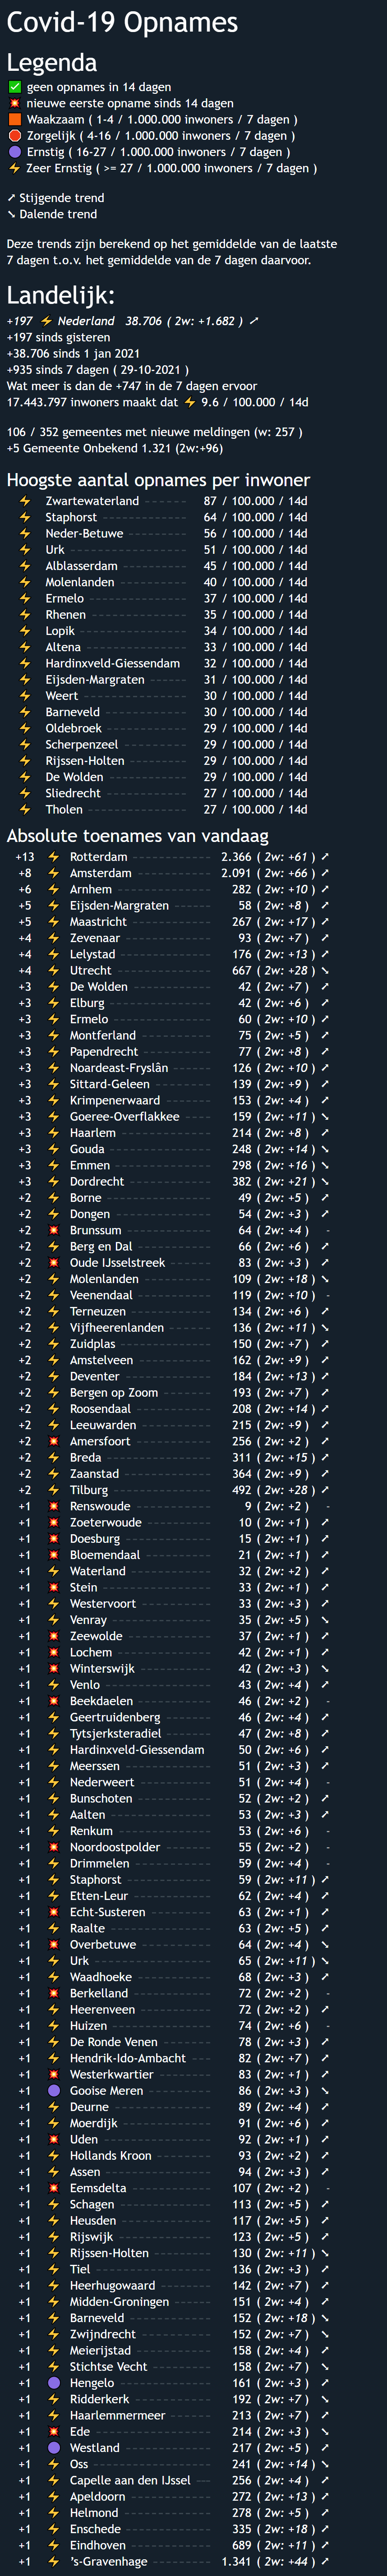 Covid-19 Opnames
Legenda
✅ geen opnames in 14 dagen
💥 nieuwe eerste opname sinds 14 dagen
🟧 Waakzaam ( 1-4 / 1.000.000 inwoners / 7 dagen )
🔴 Zorgelijk ( 4-16 / 1.000.000 inwoners / 7 dagen )
🟣 Ernstig ( 16-27 / 1.000.000 inwoners / 7 dagen )
⚡ Zeer Ernstig ( >= 27 / 1.000.000 inwoners / 7 dagen )
⤤ Stijgende trend
⤥ Dalende trend
Deze trends zijn berekend op het gemiddelde van de laatste
7 dagen t.o.v. het gemiddelde van de 7 dagen daarvoor.
Landelijk:
+197 ⚡ Nederland 38.706 ( 2w: +1.682 ) ⤤
+197 sinds gisteren
+38.706 sinds 1 jan 2021
+935 sinds 7 dagen ( 29-10-2021 )
Wat meer is dan de +747 in de 7 dagen ervoor
17.443.797 inwoners maakt dat ⚡ 9.6 / 100.000 / 14d
106 / 352 gemeentes met nieuwe meldingen (w: 257 )
+5 Gemeente Onbekend 1.321 (2w:+96)
Hoogste aantal opnames per inwoner
⚡ Zwartewaterland ------- 87 / 100.000 / 14d
⚡ Staphorst ------- 64 / 100.000 / 14d
⚡ Neder-Betuwe ------- 56 / 100.000 / 14d
⚡ Urk ------- 51 / 100.000 / 14d
⚡ Alblasserdam ------- 45 / 100.000 / 14d
⚡ Molenlanden ------- 40 / 100.000 / 14d
⚡ Ermelo ------- 37 / 100.000 / 14d
⚡ Rhenen ------- 35 / 100.000 / 14d
⚡ Lopik ------- 34 / 100.000 / 14d
⚡ Altena ------- 33 / 100.000 / 14d
⚡ Hardinxveld-Giessendam 32 / 100.000 / 14d
⚡ Eijsden-Margraten ------- 31 / 100.000 / 14d
⚡ Weert ------- 30 / 100.000 / 14d
⚡ Barneveld ------- 30 / 100.000 / 14d
⚡ Oldebroek ------- 29 / 100.000 / 14d
⚡ Scherpenzeel ------- 29 / 100.000 / 14d
⚡ Rijssen-Holten ------- 29 / 100.000 / 14d
⚡ De Wolden ------- 29 / 100.000 / 14d
⚡ Sliedrecht ------- 27 / 100.000 / 14d
⚡ Tholen ------- 27 / 100.000 / 14d
Absolute toenames van vandaag
+13 ⚡ Rotterdam ------- 2.366 ( 2w: +61 ) ⤤
+8 ⚡ Amsterdam ------- 2.091 ( 2w: +66 ) ⤤
+6 ⚡ Arnhem ------- 282 ( 2w: +10 ) ⤤
+5 ⚡ Eijsden-Margraten ------- 58 ( 2w: +8 ) ⤤
+5 ⚡ Maastricht ------- 267 ( 2w: +17 ) ⤤
+4 ⚡ Zevenaar ------- 93 ( 2w: +7 ) ⤤
+4 ⚡ Lelystad ------- 176 ( 2w: +13 ) ⤤
+4 ⚡ Utrecht ------- 667 ( 2w: +28 ) ⤥
+3 ⚡ De Wolden ------- 42 ( 2w: +7 ) ⤤
+3 ⚡ Elburg ------- 42 ( 2w: +6 ) ⤤
+3 ⚡ Ermelo ------- 60 ( 2w: +10 ) ⤤
+3 ⚡ Montferland ------- 75 ( 2w: +5 ) ⤤
+3 ⚡ Papendrecht ------- 77 ( 2w: +8 ) ⤤
+3 ⚡ Noardeast-Fryslân ------- 126 ( 2w: +10 ) ⤤
+3 ⚡ Sittard-Geleen ------- 139 ( 2w: +9 ) ⤤
+3 ⚡ Krimpenerwaard ------- 153 ( 2w: +4 ) ⤤
+3 ⚡ Goeree-Overflakkee ------- 159 ( 2w: +11 ) ⤥
+3 ⚡ Haarlem ------- 214 ( 2w: +8 ) ⤤
+3 ⚡ Gouda ------- 248 ( 2w: +14 ) ⤥
+3 ⚡ Emmen ------- 298 ( 2w: +16 ) ⤥
+3 ⚡ Dordrecht ------- 382 ( 2w: +21 ) ⤥
+2 ⚡ Borne ------- 49 ( 2w: +5 ) ⤤
+2 ⚡ Dongen ------- 54 ( 2w: +3 ) ⤤
+2 💥 Brunssum ------- 64 ( 2w: +4 ) -
+2 ⚡ Berg en Dal ------- 66 ( 2w: +6 ) ⤤
+2 💥 Oude IJsselstreek ------- 83 ( 2w: +3 ) ⤤
+2 ⚡ Molenlanden ------- 109 ( 2w: +18 ) ⤥
+2 ⚡ Veenendaal ------- 119 ( 2w: +10 ) -
+2 ⚡ Terneuzen ------- 134 ( 2w: +6 ) ⤤
+2 ⚡ Vijfheerenlanden ------- 136 ( 2w: +11 ) ⤥
+2 ⚡ Zuidplas ------- 150 ( 2w: +7 ) ⤤
+2 ⚡ Amstelveen ------- 162 ( 2w: +9 ) ⤤
+2 ⚡ Deventer ------- 184 ( 2w: +13 ) ⤤
+2 ⚡ Bergen op Zoom ------- 193 ( 2w: +7 ) ⤤
+2 ⚡ Roosendaal ------- 208 ( 2w: +14 ) ⤤
+2 ⚡ Leeuwarden ------- 215 ( 2w: +9 ) ⤤
+2 💥 Amersfoort ------- 256 ( 2w: +2 ) ⤤
+2 ⚡ Breda ------- 311 ( 2w: +15 ) ⤤
+2 ⚡ Zaanstad ------- 364 ( 2w: +9 ) ⤤
+2 ⚡ Tilburg ------- 492 ( 2w: +28 ) ⤤
+1 💥 Renswoude ------- 9 ( 2w: +2 ) -
+1 💥 Zoeterwoude ------- 10 ( 2w: +1 ) ⤤
+1 💥 Doesburg ------- 15 ( 2w: +1 ) ⤤
+1 💥 Bloemendaal ------- 21 ( 2w: +1 ) ⤤
+1 ⚡ Waterland ------- 32 ( 2w: +2 ) ⤤
+1 💥 Stein ------- 33 ( 2w: +1 ) ⤤
+1 ⚡ Westervoort ------- 33 ( 2w: +3 ) ⤤
+1 ⚡ Venray ------- 35 ( 2w: +5 ) ⤥
+1 💥 Zeewolde ------- 37 ( 2w: +1 ) ⤤
+1 💥 Lochem ------- 42 ( 2w: +1 ) ⤤
+1 💥 Winterswijk ------- 42 ( 2w: +3 ) ⤥
+1 ⚡ Venlo ------- 43 ( 2w: +4 ) ⤤
+1 💥 Beekdaelen ------- 46 ( 2w: +2 ) -
+1 ⚡ Geertruidenberg ------- 46 ( 2w: +4 ) ⤤
+1 ⚡ Tytsjerksteradiel ------- 47 ( 2w: +8 ) ⤤
+1 ⚡ Hardinxveld-Giessendam 50 ( 2w: +6 ) ⤤
+1 ⚡ Meerssen ------- 51 ( 2w: +3 ) ⤤
+1 ⚡ Nederweert ------- 51 ( 2w: +4 ) -
+1 ⚡ Bunschoten ------- 52 ( 2w: +2 ) ⤤
+1 ⚡ Aalten ------- 53 ( 2w: +3 ) ⤤
+1 ⚡ Renkum ------- 53 ( 2w: +6 ) -
+1 💥 Noordoostpolder ------- 55 ( 2w: +2 ) -
+1 ⚡ Drimmelen ------- 59 ( 2w: +4 ) -
+1 ⚡ Staphorst ------- 59 ( 2w: +11 ) ⤤
+1 ⚡ Etten-Leur ------- 62 ( 2w: +4 ) ⤤
+1 💥 Echt-Susteren ------- 63 ( 2w: +1 ) ⤤
+1 ⚡ Raalte ------- 63 ( 2w: +5 ) ⤤
+1 💥 Overbetuwe ------- 64 ( 2w: +4 ) ⤥
+1 ⚡ Urk ------- 65 ( 2w: +11 ) ⤥
+1 ⚡ Waadhoeke ------- 68 ( 2w: +3 ) ⤤
+1 💥 Berkelland ------- 72 ( 2w: +2 ) -
+1 ⚡ Heerenveen ------- 72 ( 2w: +2 ) ⤤
+1 ⚡ Huizen ------- 74 ( 2w: +6 ) -
+1 ⚡ De Ronde Venen ------- 78 ( 2w: +3 ) ⤤
+1 ⚡ Hendrik-Ido-Ambacht --- 82 ( 2w: +7 ) ⤤
+1 💥 Westerkwartier ------- 83 ( 2w: +1 ) ⤤
+1 🟣 Gooise Meren ------- 86 ( 2w: +3 ) ⤥
+1 ⚡ Deurne ------- 89 ( 2w: +4 ) ⤤
+1 ⚡ Moerdijk ------- 91 ( 2w: +6 ) ⤤
+1 💥 Uden ------- 92 ( 2w: +1 ) ⤤
+1 ⚡ Hollands Kroon ------- 93 ( 2w: +2 ) ⤤
+1 ⚡ Assen ------- 94 ( 2w: +3 ) ⤤
+1 💥 Eemsdelta ------- 107 ( 2w: +2 ) -
+1 ⚡ Schagen ------- 113 ( 2w: +5 ) ⤤
+1 ⚡ Heusden ------- 117 ( 2w: +5 ) ⤤
+1 ⚡ Rijswijk ------- 123 ( 2w: +5 ) ⤤
+1 ⚡ Rijssen-Holten ------- 130 ( 2w: +11 ) ⤥
+1 ⚡ Tiel ------- 136 ( 2w: +3 ) ⤤
+1 ⚡ Heerhugowaard ------- 142 ( 2w: +7 ) ⤤
+1 ⚡ Midden-Groningen ------- 151 ( 2w: +4 ) ⤤
+1 ⚡ Barneveld ------- 152 ( 2w: +18 ) ⤥
+1 ⚡ Zwijndrecht ------- 152 ( 2w: +7 ) ⤥
+1 ⚡ Meierijstad ------- 158 ( 2w: +4 ) ⤤
+1 ⚡ Stichtse Vecht ------- 158 ( 2w: +7 ) ⤥
+1 🟣 Hengelo ------- 161 ( 2w: +3 ) ⤤
+1 ⚡ Ridderkerk ------- 192 ( 2w: +7 ) ⤥
+1 ⚡ Haarlemmermeer ------- 213 ( 2w: +7 ) ⤤
+1 💥 Ede ------- 214 ( 2w: +3 ) ⤥
+1 🟣 Westland ------- 217 ( 2w: +5 ) ⤤
+1 ⚡ Oss ------- 241 ( 2w: +14 ) ⤥
+1 ⚡ Capelle aan den IJssel --- 256 ( 2w: +4 ) ⤤
+1 ⚡ Apeldoorn ------- 272 ( 2w: +13 ) ⤤
+1 ⚡ Helmond ------- 278 ( 2w: +5 ) ⤤
+1 ⚡ Enschede ------- 335 ( 2w: +18 ) ⤤
+1 ⚡ Eindhoven ------- 689 ( 2w: +11 ) ⤤
+1 ⚡ 's-Gravenhage ------- 1.341 ( 2w: +44 ) ⤤